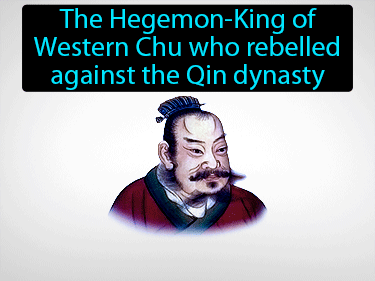 The Hegemon-King of
Western Chu who rebelled
against the Qin dynasty